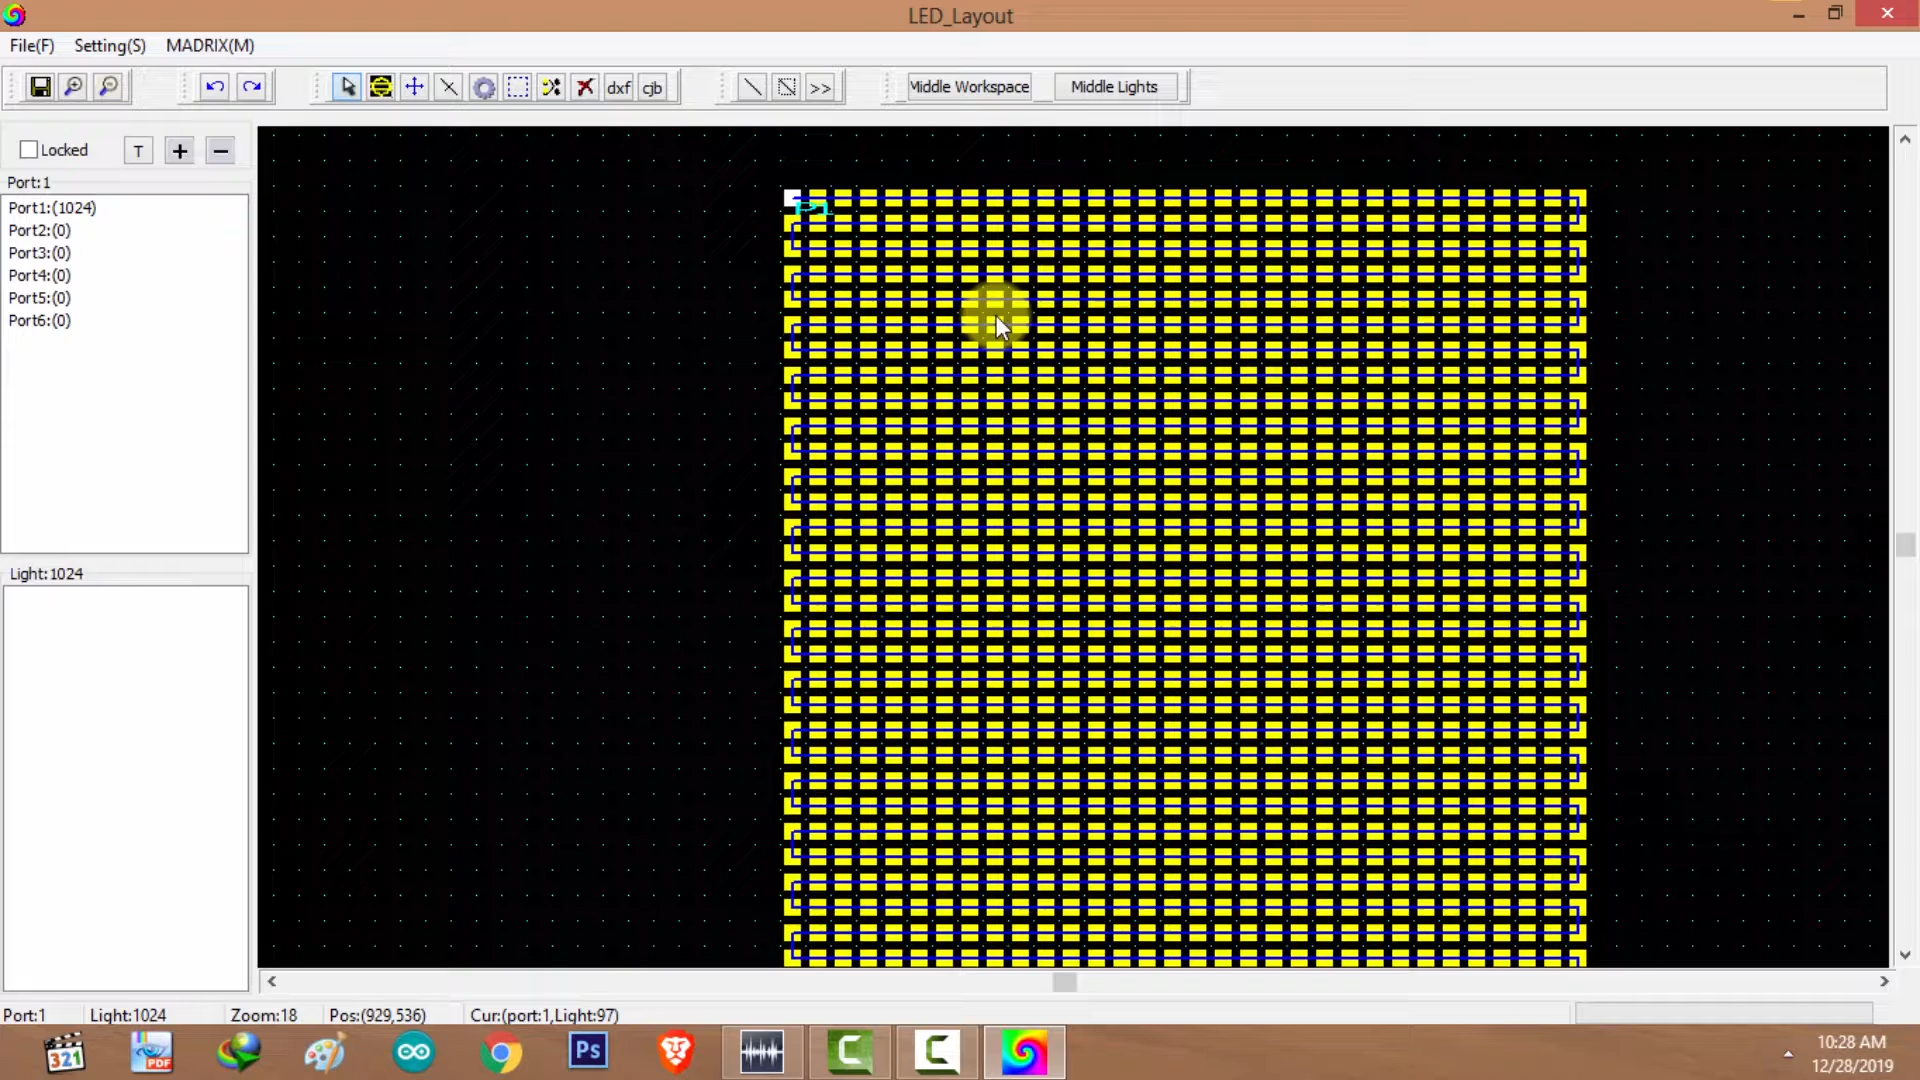 LED_Layout
File(F) Setting(S) MADRIX(M)
dxf cjb >> Middle Workspace Middle Lights
Locked T + −
Port:1
Port1:(1024)
Port2:(0)
Port3:(0)
Port4:(0)
Port5:(0)
Port6:(0)
Light:1024
Port:1 Light:1024 Zoom:18 Pos:(929,536) Cur:(port:1,Light:97)
321 PDF Ps
10:28 AM
12/28/2019